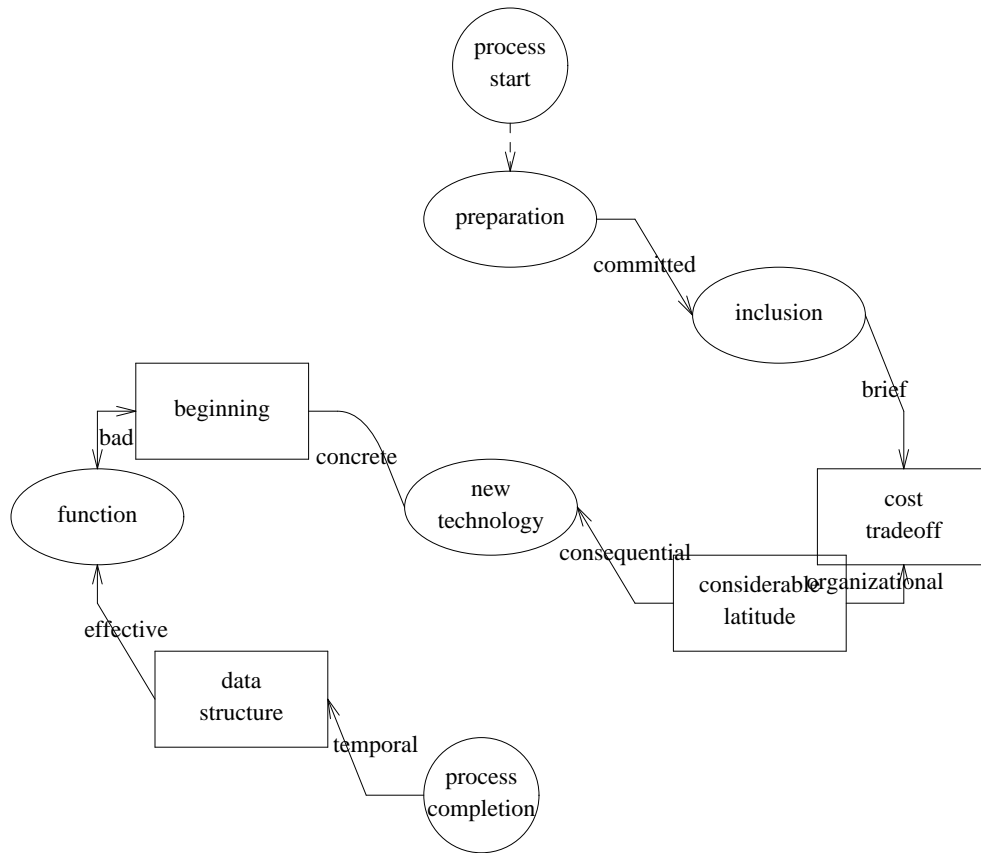 process
start
preparation
committed
inclusion
brief
beginning
bad
concrete
new
technology
function
cost
tradeoff
consequential
considerable
latitude
organizational
effective
data
structure
temporal
process
completion